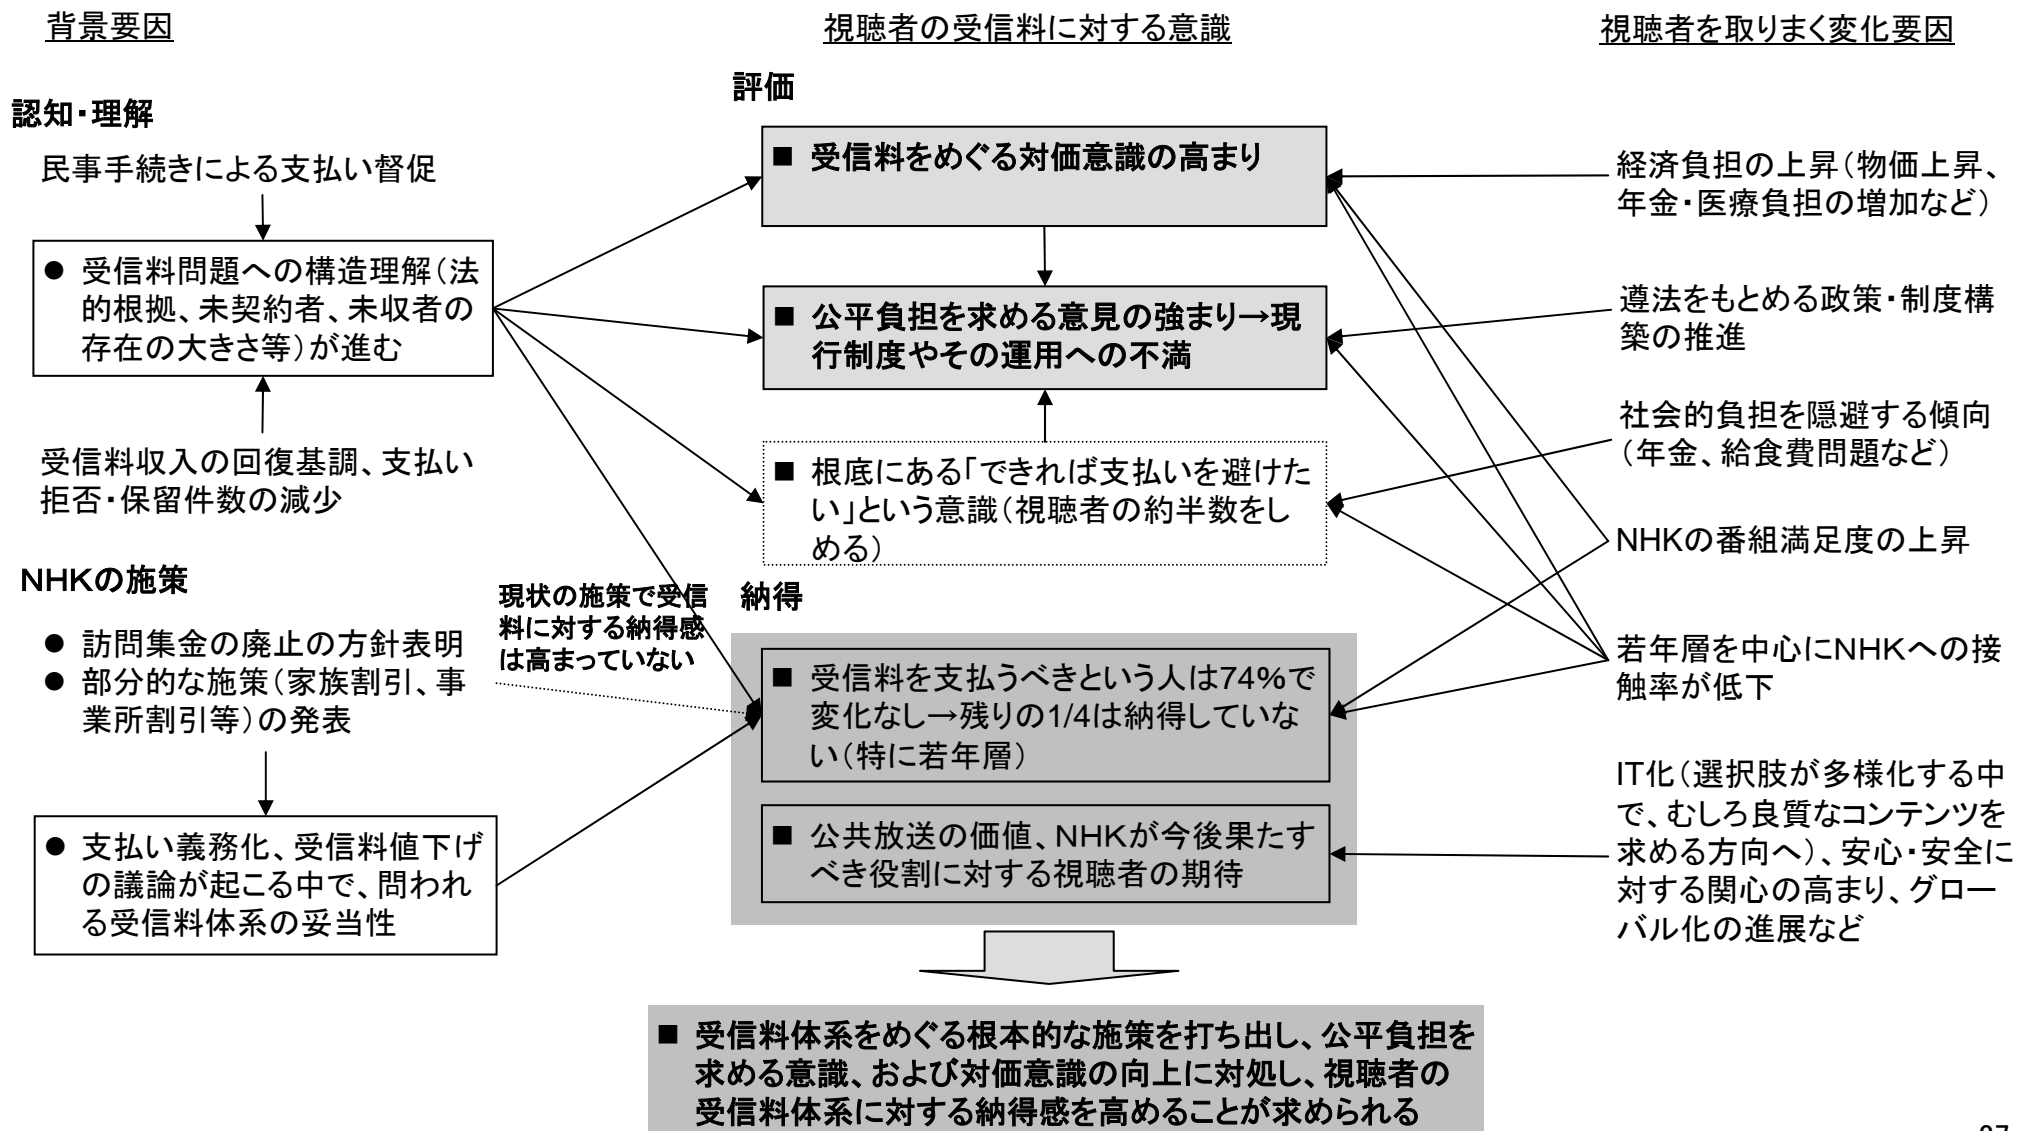 背景要因
視聴者の受信料に対する意識
視聴者を取りまく変化要因
認知・理解
民事手続きによる支払い督促
● 受信料問題への構造理解（法
的根拠、未契約者、未収者の
存在の大きさ等）が進む
受信料収入の回復基調、支払い
拒否・保留件数の減少
NHKの施策
● 訪問集金の廃止の方針表明
● 部分的な施策（家族割引、事
業所割引等）の発表
● 支払い義務化、受信料値下げ
の議論が起こる中で、問われ
る受信料体系の妥当性
現状の施策で受信
料に対する納得感
は高まっていない
評価
■ 受信料をめぐる対価意識の高まり
■ 公平負担を求める意見の強まり→現
行制度やその運用への不満
■ 根底にある「できれば支払いを避けた
い」という意識（視聴者の約半数をし
める）
納得
■ 受信料を支払うべきという人は74%で
変化なし→残りの1/4は納得していな
い（特に若年層）
■ 公共放送の価値、NHKが今後果たす
べき役割に対する視聴者の期待
経済負担の上昇（物価上昇、
年金・医療負担の増加など）
遵法をもとめる政策・制度構
築の推進
社会的負担を隠避する傾向
（年金、給食費問題など）
NHKの番組満足度の上昇
若年層を中心にNHKへの接
触率が低下
IT化（選択肢が多様化する中
で、むしろ良質なコンテンツを
求める方向へ）、安心・安全に
対する関心の高まり、グロー
バル化の進展など
■ 受信料体系をめぐる根本的な施策を打ち出し、公平負担を
求める意識、および対価意識の向上に対処し、視聴者の
受信料体系に対する納得感を高めることが求められる